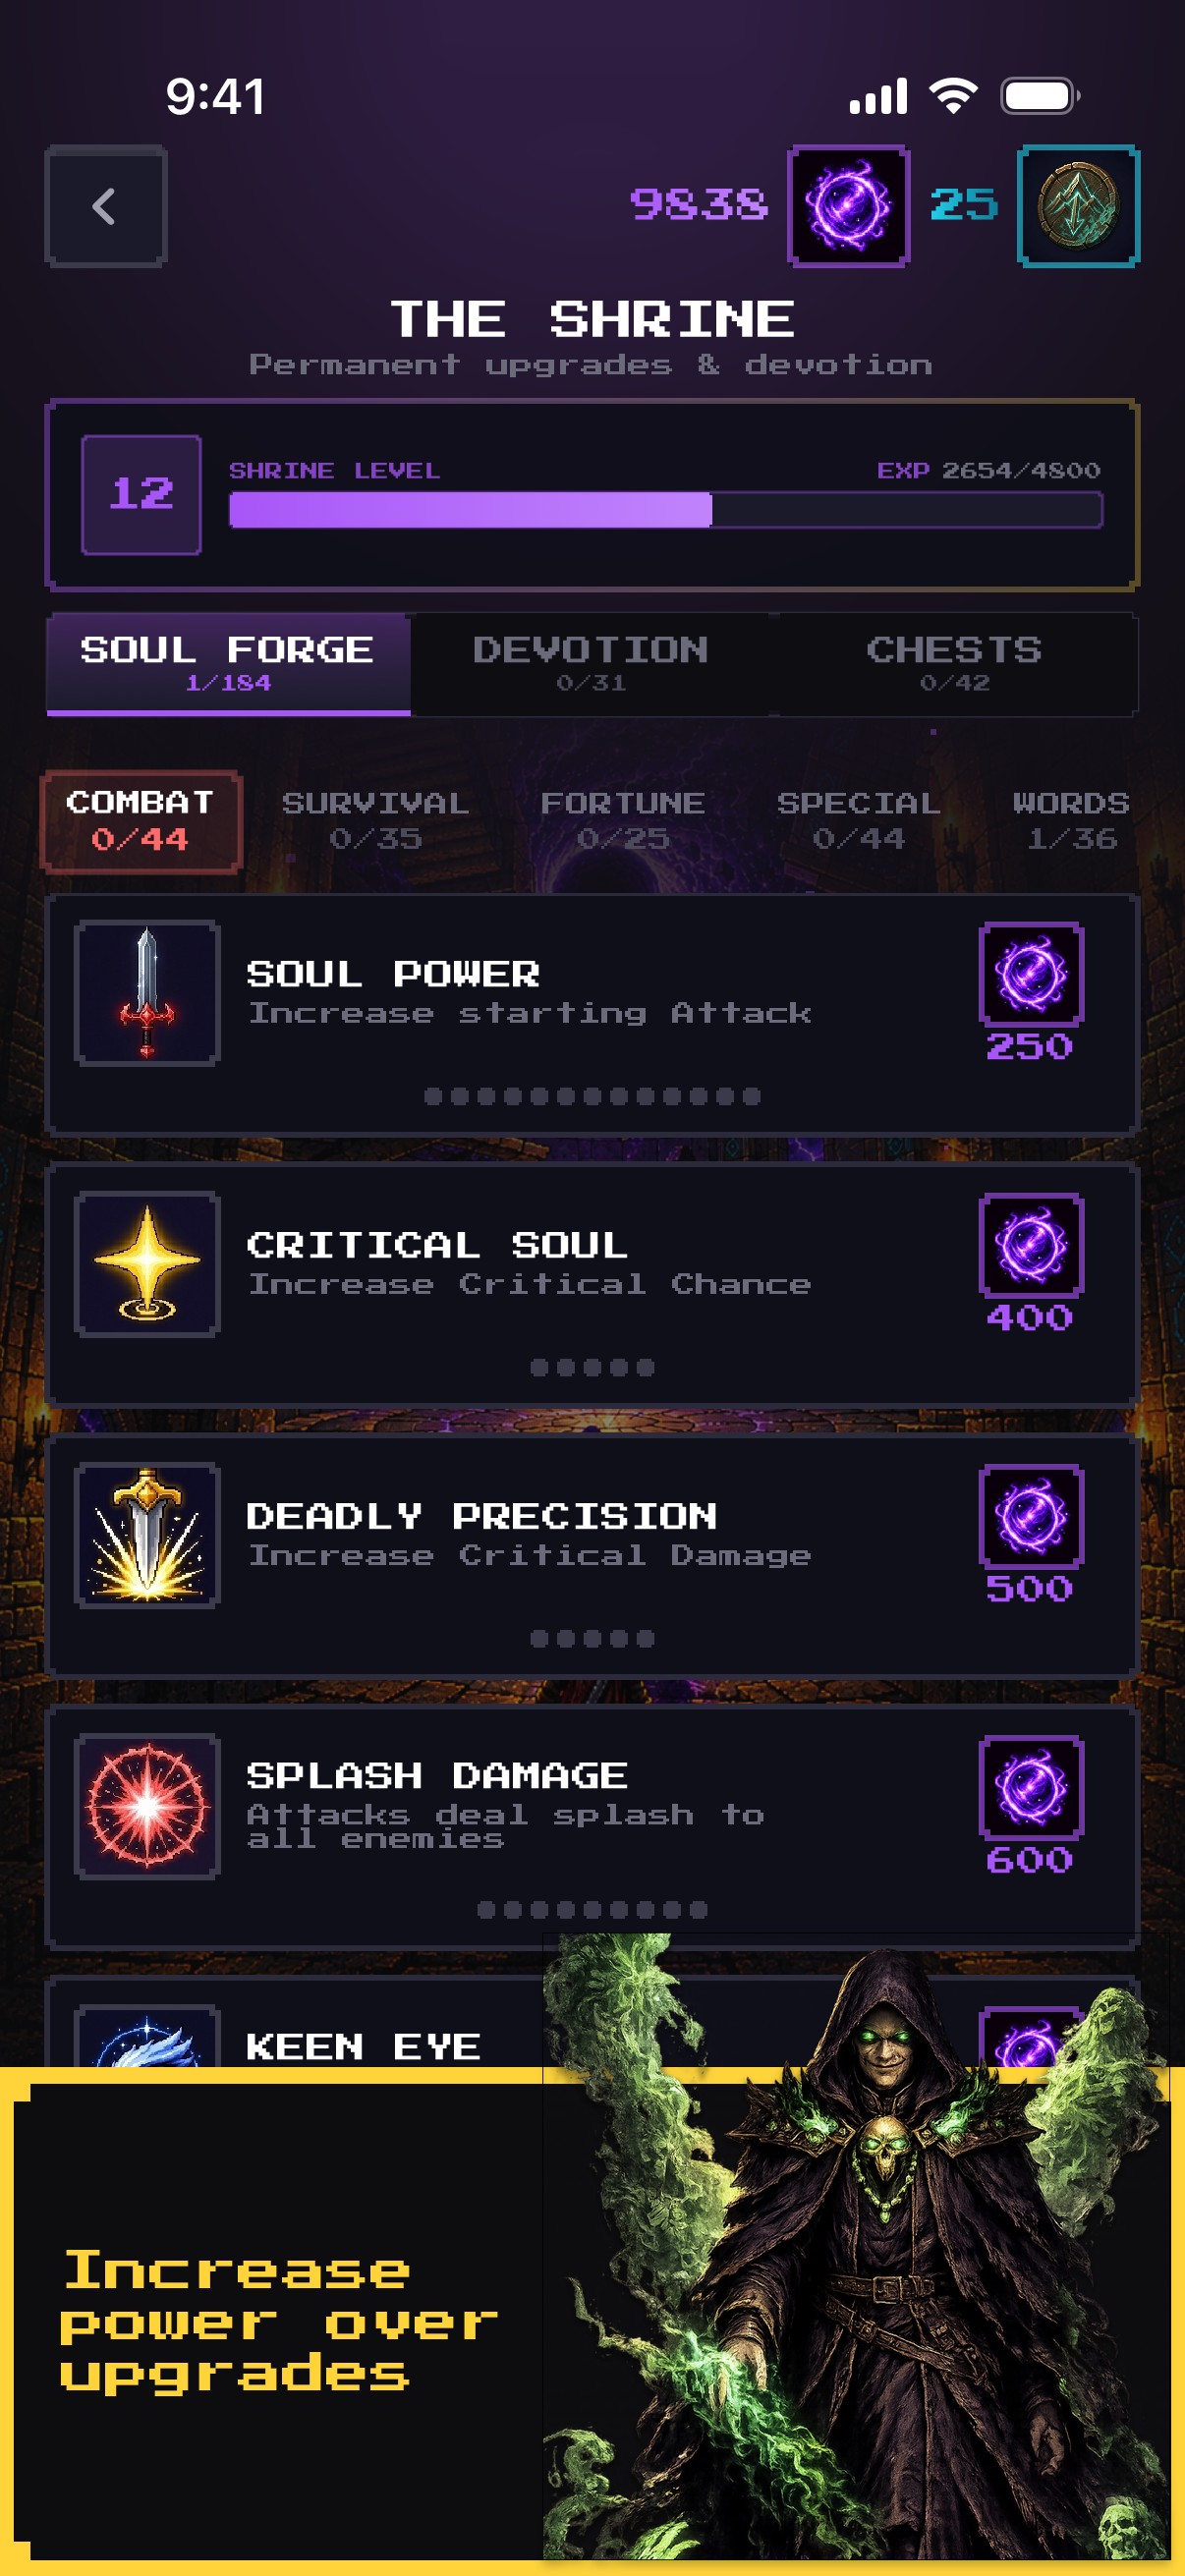 9:41
9838
25
THE SHRINE
Permanent upgrades & devotion
12
SHRINE LEVEL
EXP 2654/4800
SOUL FORGE
1/184
DEVOTION
0/31
CHESTS
0/42
COMBAT
0/44
SURVIVAL
0/35
FORTUNE
0/25
SPECIAL
0/44
WORDS
1/36
SOUL POWER
Increase starting Attack
250
CRITICAL SOUL
Increase Critical Chance
400
DEADLY PRECISION
Increase Critical Damage
500
SPLASH DAMAGE
Attacks deal splash to
all enemies
600
KEEN EYE
Increase
power over
upgrades